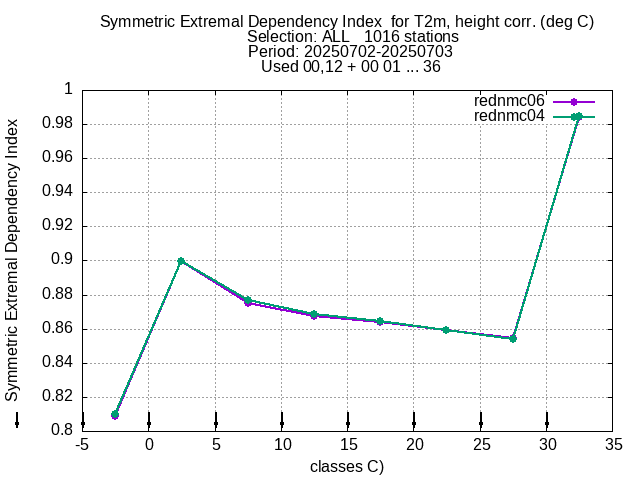 Symmetric Extremal Dependency Index  for T2m, height corr. (deg C)
Selection: ALL   1016 stations
Period: 20250702-20250703
Used 00,12 + 00 01 ... 36
rednmc06
rednmc04
Symmetric Extremal Dependency Index
1
0.98
0.96
0.94
0.92
0.9
0.88
0.86
0.84
0.82
0.8
-5 0 5 10 15 20 25 30 35
classes C)